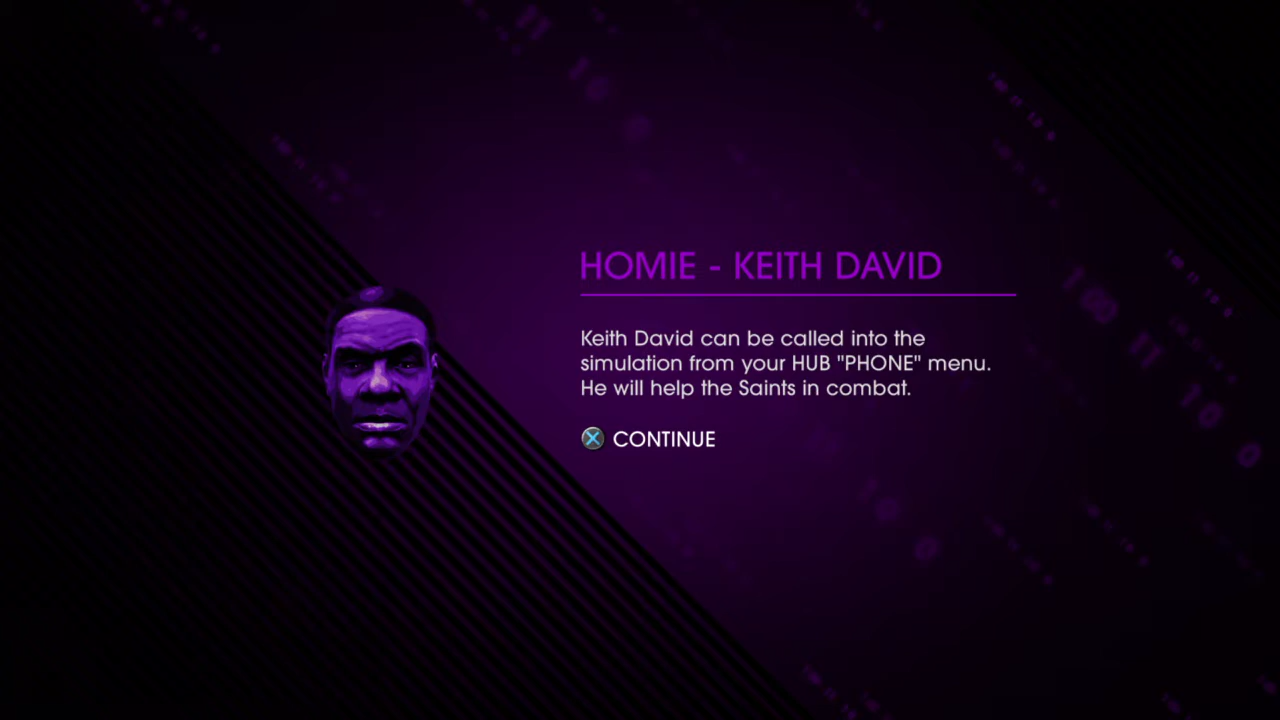 HOMIE - KEITH DAVID
Keith David can be called into the
simulation from your HUB "PHONE" menu.
He will help the Saints in combat.
CONTINUE